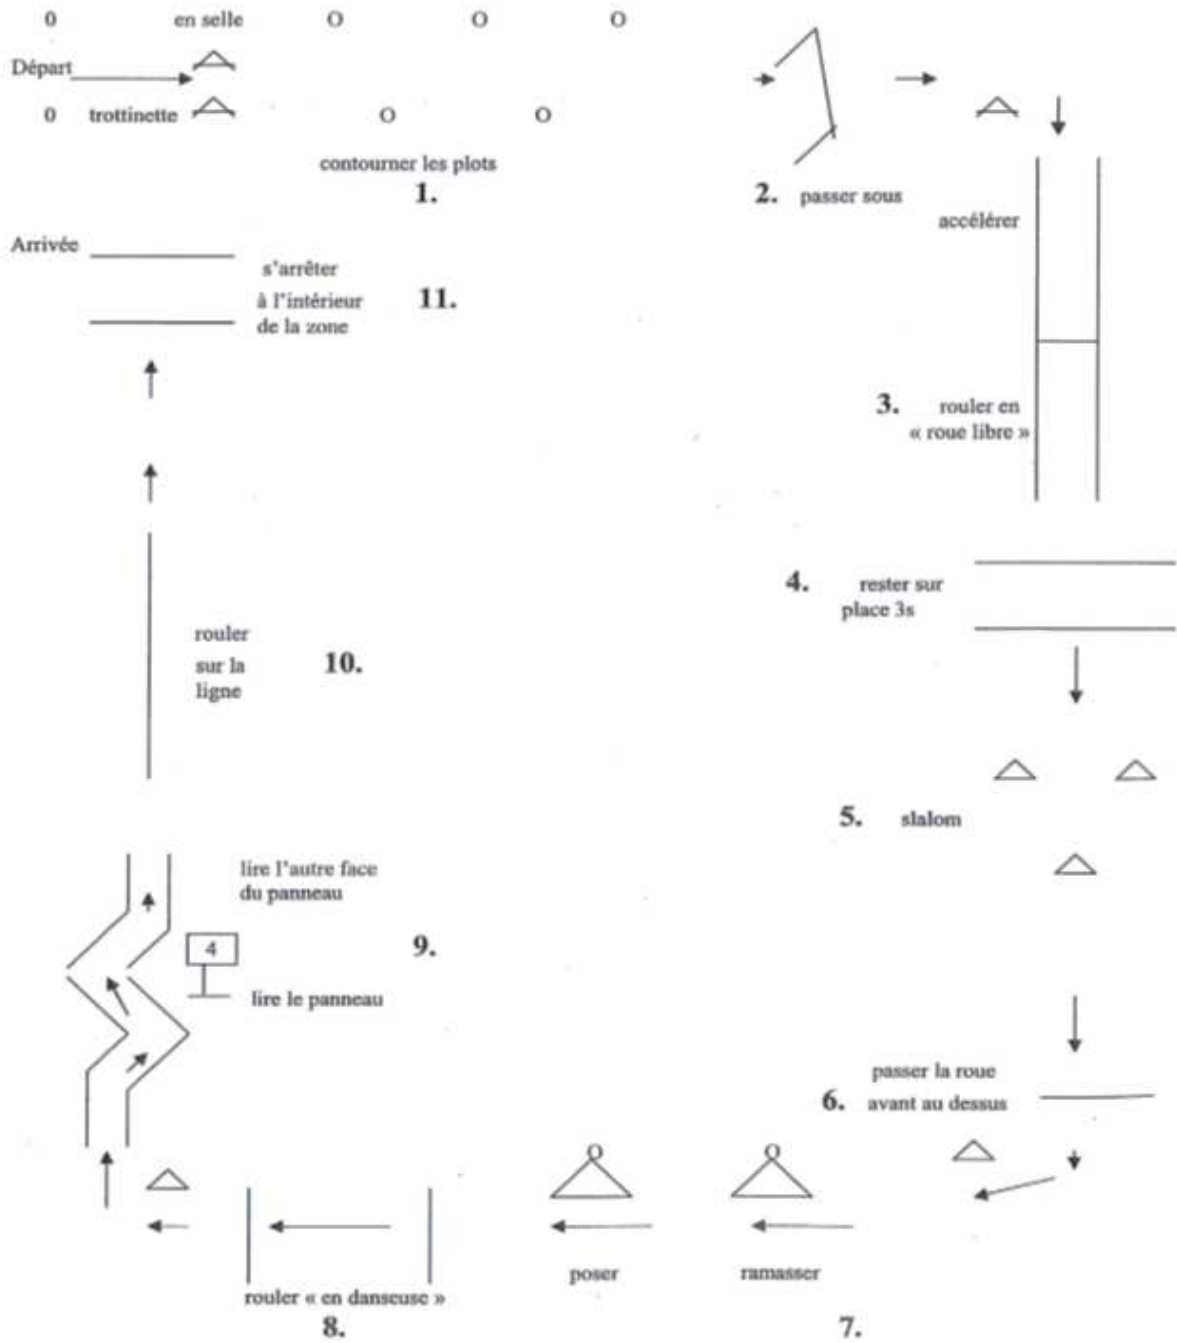 0 en selle O O O
Départ
0 trottinette O O
contourner les plots
1.
2. passer sous
accélérer
Arrivée
s'arrêter
à l'intérieur 11.
de la zone
3. rouler en
« roue libre »
4. rester sur
place 3s
rouler
sur la 10.
ligne
5. slalom
lire l'autre face
du panneau
4 9.
lire le panneau
passer la roue
6. avant au dessus
O O
poser ramasser
rouler « en danseuse »
8. 7.